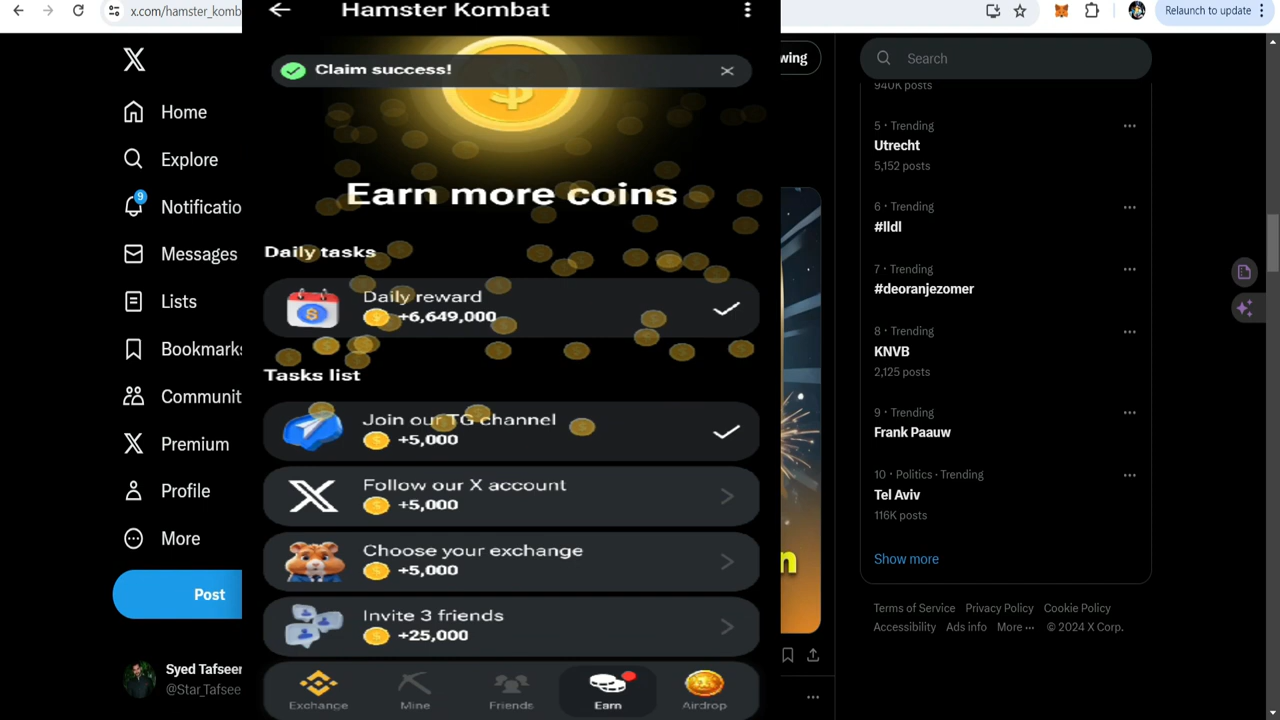 x.com/hamster_komb
Relaunch to update
Home
Explore
9
Notificatio
Messages
Lists
Bookmarks
Communit
Premium
Profile
More
Post
Syed Tafseer
@Star_Tafsee
Hamster Kombat
Claim success!
Earn more coins
Daily tasks
Daily reward
+6,649,000
Tasks list
Join our TG channel
+5,000
Follow our X account
+5,000
Choose your exchange
+5,000
Invite 3 friends
+25,000
Exchange
Mine
Friends
Earn
Airdrop
wing
n
Search
940K posts
5 · Trending
Utrecht
5,152 posts
6 · Trending
#lldl
7 · Trending
#deoranjezomer
8 · Trending
KNVB
2,125 posts
9 · Trending
Frank Paauw
10 · Politics · Trending
Tel Aviv
116K posts
Show more
Terms of Service Privacy Policy Cookie Policy
Accessibility Ads info More ··· © 2024 X Corp.